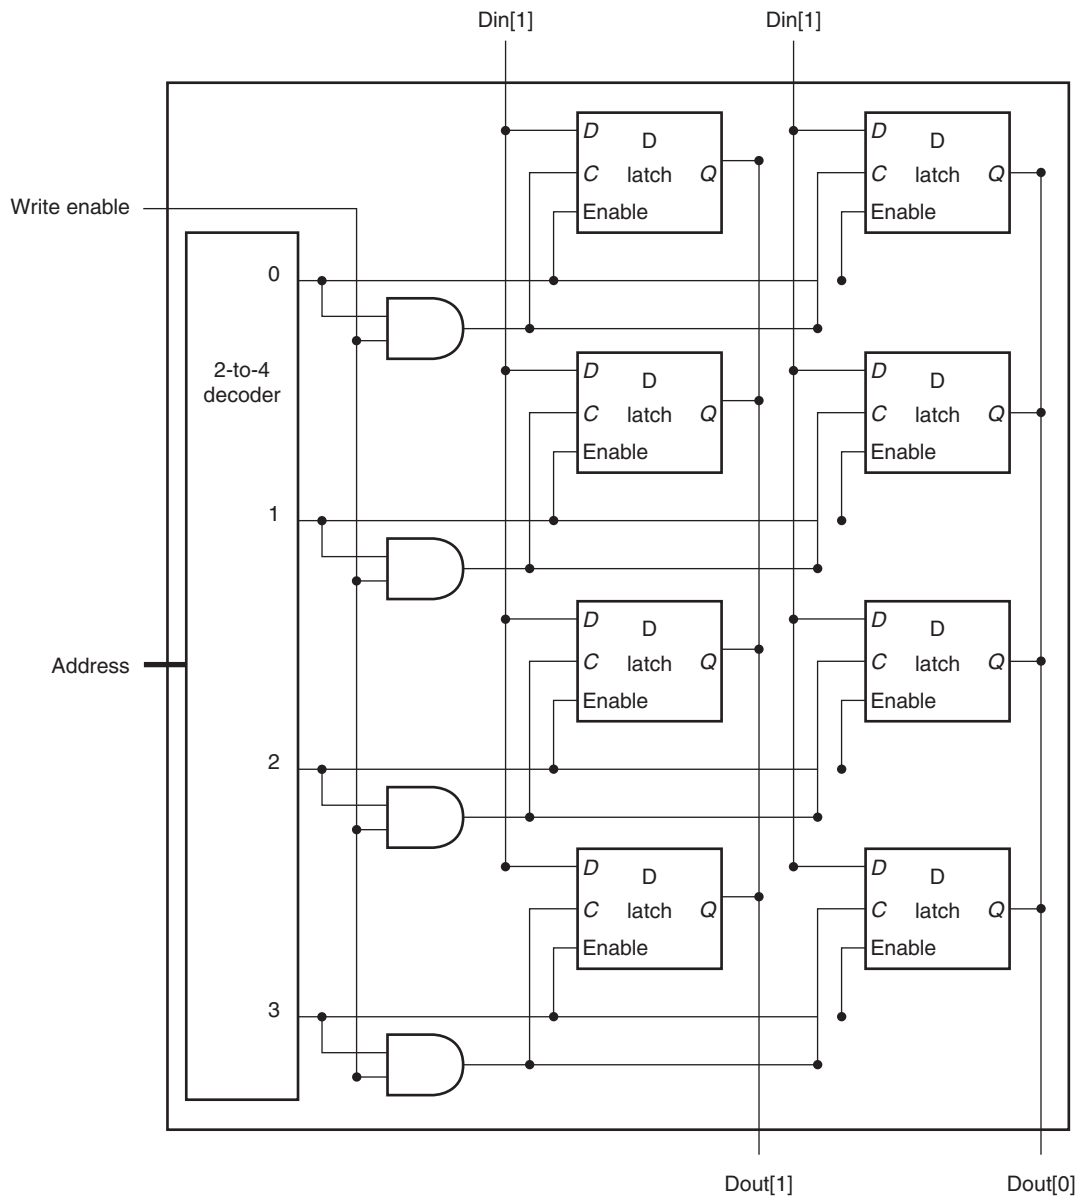 Din[1] Din[1]
D D D D
C latch Q C latch Q
Write enable
Enable Enable
0
D D D D
2-to-4
decoder
C latch Q C latch Q
Enable Enable
1
D D D D
Address
C latch Q C latch Q
Enable Enable
2
D D D D
C latch Q C latch Q
Enable Enable
3
Dout[1] Dout[0]